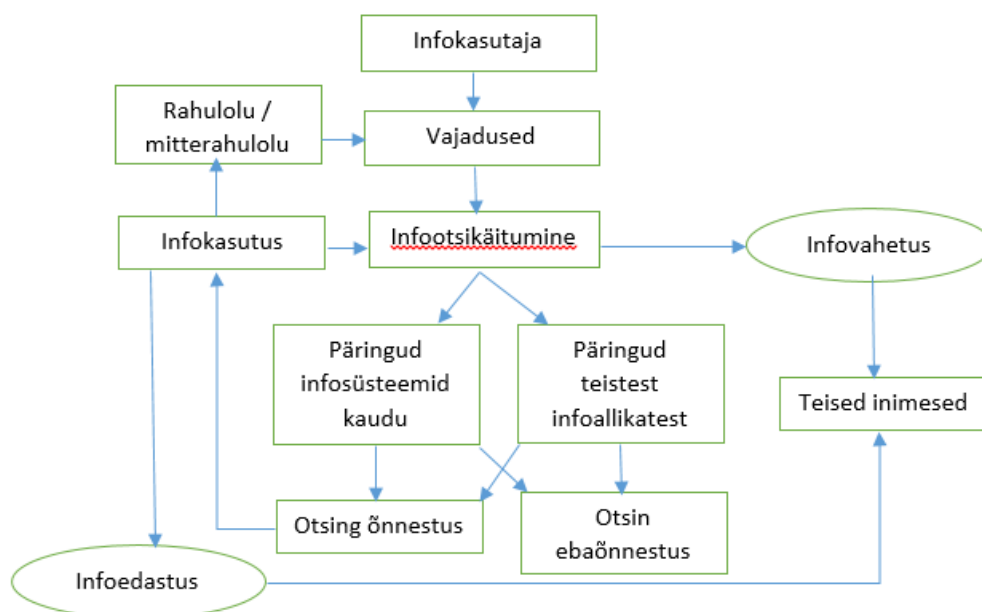 Infokasutaja
Rahulolu /
mitterahulolu
Vajadused
Infokasutus
Infootsikäitumine
Infovahetus
Päringud
infosüsteemid
kaudu
Päringud
teistest
infoallikatest
Teised inimesed
Otsing õnnestus
Otsin
ebaõnnestus
Infoedastus